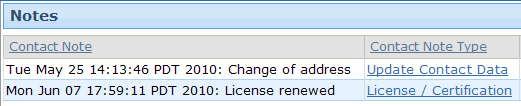 Notes
Contact Note Contact Note Type
Tue May 25 14:13:46 PDT 2010: Change of address Update Contact Data
Mon Jun 07 17:59:11 PDT 2010: License renewed License / Certification